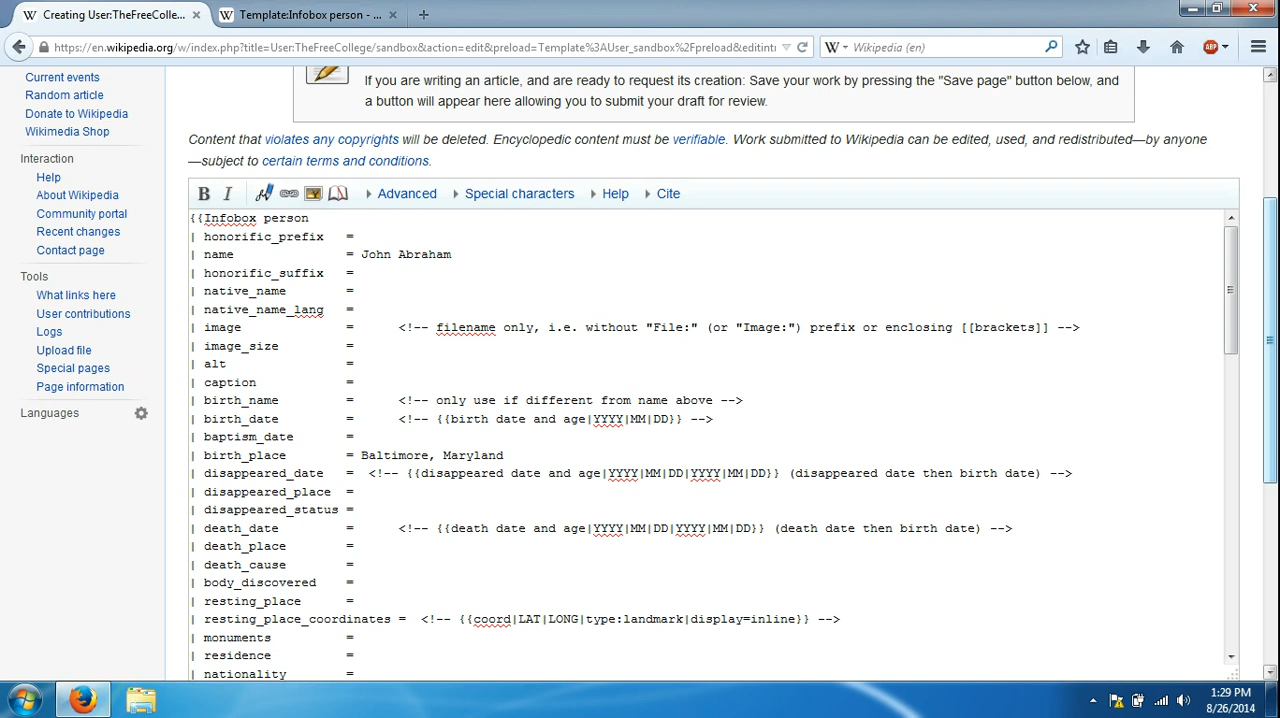 Creating User:TheFreeColle...
Template:Infobox person - ...
https://en.wikipedia.org/w/index.php?title=User:TheFreeCollege/sandbox&action=edit&preload=Template%3AUser_sandbox%2Fpreload&editint
Wikipedia (en)
ABP
Current events
Random article
Donate to Wikipedia
Wikimedia Shop
Interaction
Help
About Wikipedia
Community portal
Recent changes
Contact page
Tools
What links here
User contributions
Logs
Upload file
Special pages
Page information
Languages
If you are writing an article, and are ready to request its creation: Save your work by pressing the "Save page" button below, and
a button will appear here allowing you to submit your draft for review.
Content that violates any copyrights will be deleted. Encyclopedic content must be verifiable. Work submitted to Wikipedia can be edited, used, and redistributed—by anyone
—subject to certain terms and conditions.
B I Advanced Special characters Help Cite
{{Infobox person
| honorific_prefix =
| name = John Abraham
| honorific_suffix =
| native_name =
| native_name_lang =
| image = <!-- filename only, i.e. without "File:" (or "Image:") prefix or enclosing [[brackets]] -->
| image_size =
| alt =
| caption =
| birth_name = <!-- only use if different from name above -->
| birth_date = <!-- {{birth date and age|YYYY|MM|DD}} -->
| baptism_date =
| birth_place = Baltimore, Maryland
| disappeared_date = <!-- {{disappeared date and age|YYYY|MM|DD|YYYY|MM|DD}} (disappeared date then birth date) -->
| disappeared_place =
| disappeared_status =
| death_date = <!-- {{death date and age|YYYY|MM|DD|YYYY|MM|DD}} (death date then birth date) -->
| death_place =
| death_cause =
| body_discovered =
| resting_place =
| resting_place_coordinates = <!-- {{coord|LAT|LONG|type:landmark|display=inline}} -->
| monuments =
| residence =
| nationality =
1:29 PM
8/26/2014